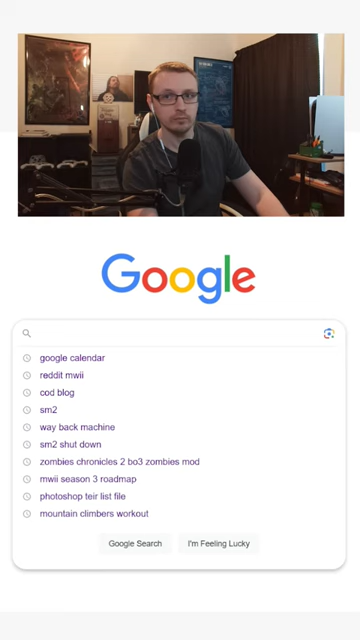 Google
google calendar
reddit mwii
cod blog
sm2
way back machine
sm2 shut down
zombies chronicles 2 bo3 zombies mod
mwii season 3 roadmap
photoshop teir list file
mountain climbers workout
Google Search
I'm Feeling Lucky